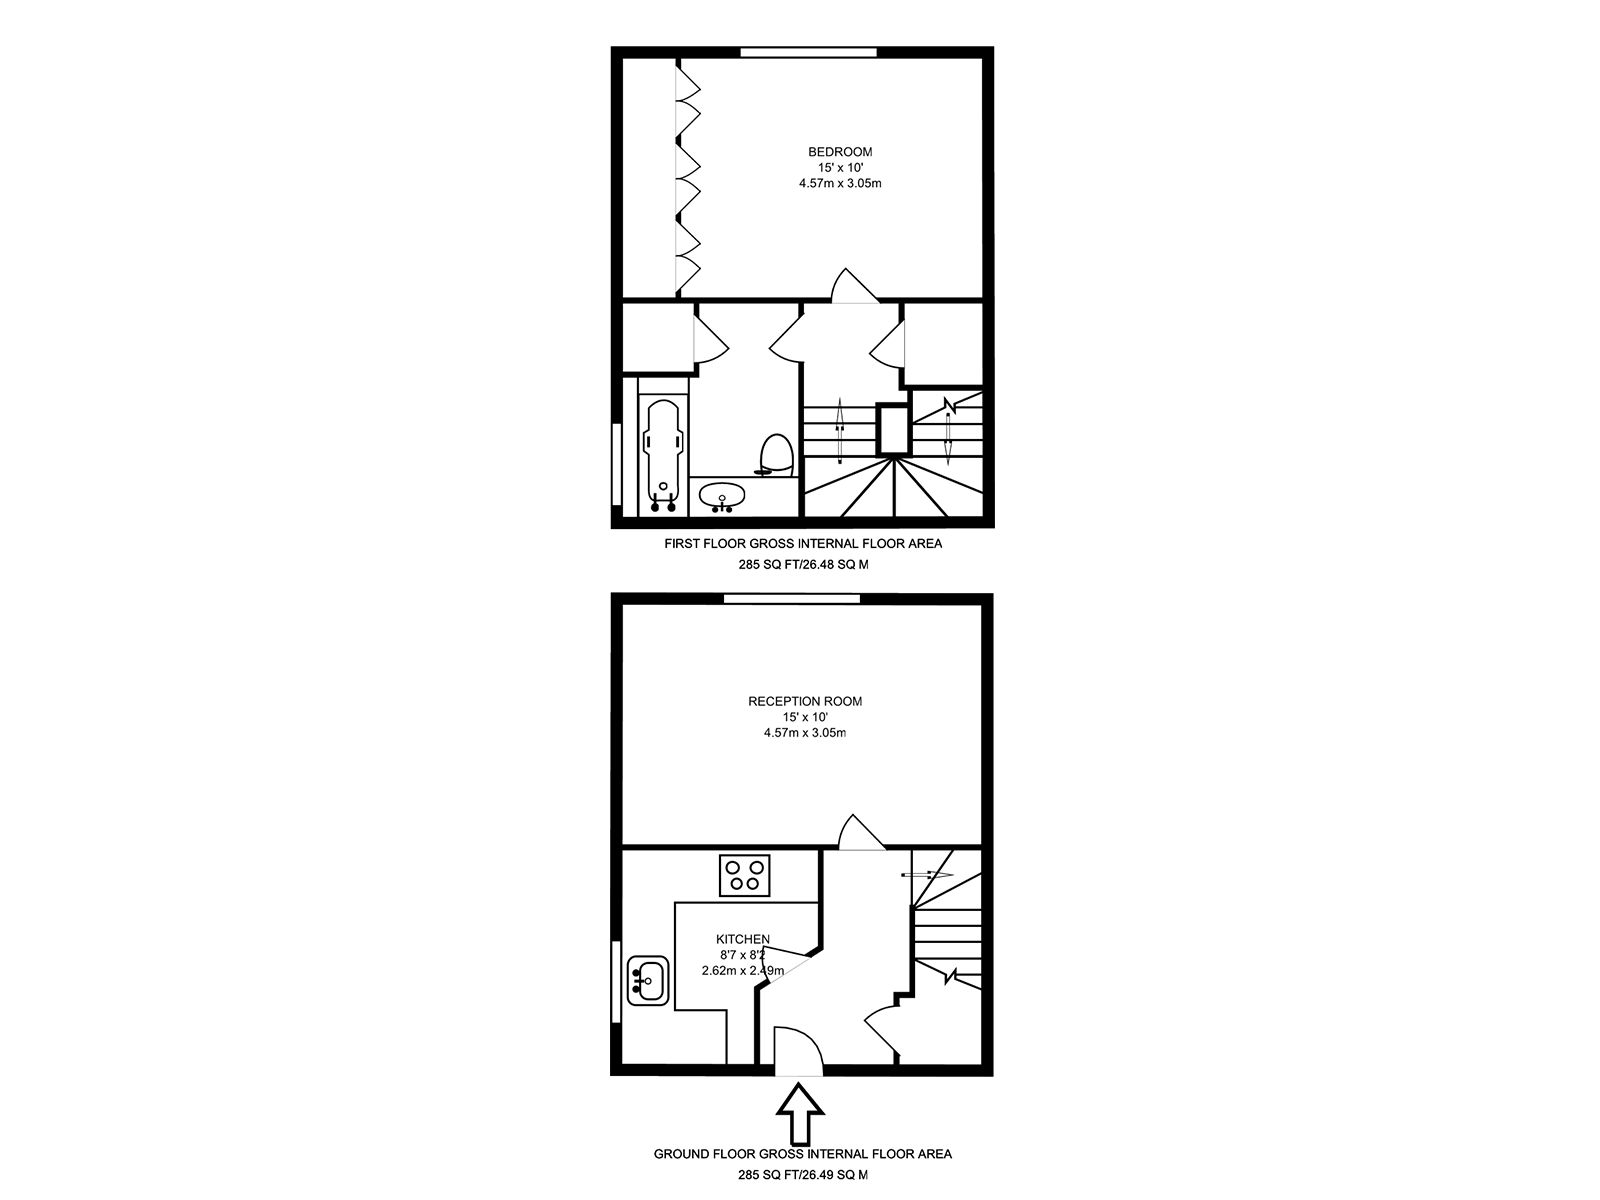 BEDROOM
15' x 10'
4.57m x 3.05m
FIRST FLOOR GROSS INTERNAL FLOOR AREA
285 SQ FT/26.48 SQ M
RECEPTION ROOM
15' x 10'
4.57m x 3.05m
KITCHEN
8'7 x 8'2
2.62m x 2.49m
GROUND FLOOR GROSS INTERNAL FLOOR AREA
285 SQ FT/26.49 SQ M